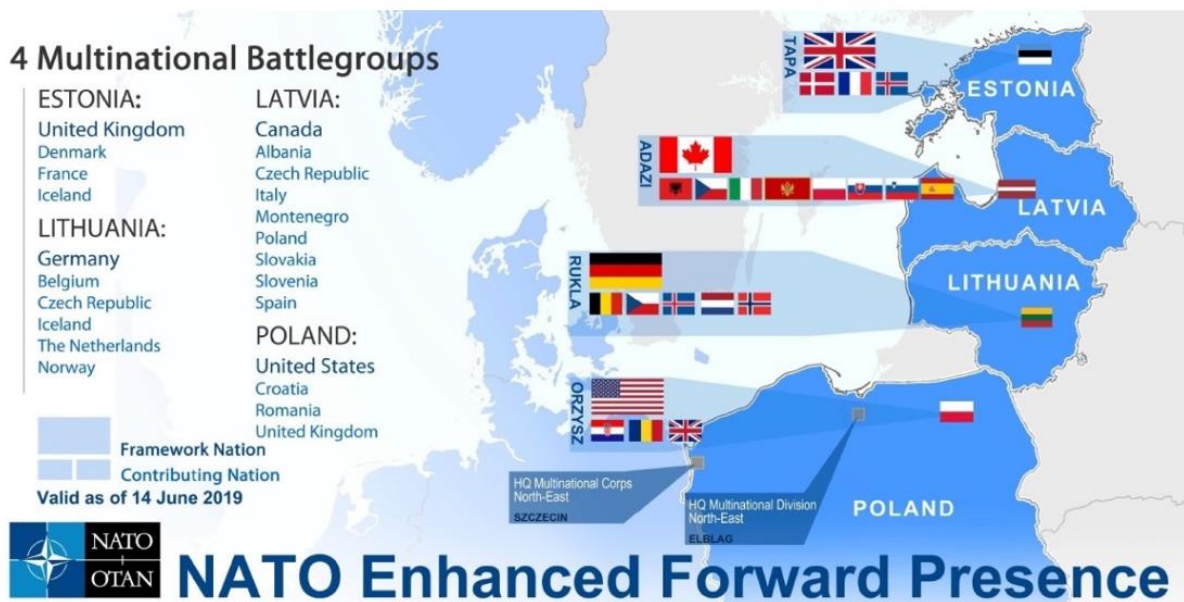 4 Multinational Battlegroups
ESTONIA:
United Kingdom
Denmark
France
Iceland
LITHUANIA:
Germany
Belgium
Czech Republic
Iceland
The Netherlands
Norway
LATVIA:
Canada
Albania
Czech Republic
Italy
Montenegro
Poland
Slovakia
Slovenia
Spain
POLAND:
United States
Croatia
Romania
United Kingdom
Framework Nation
Contributing Nation
Valid as of 14 June 2019
TAPA
ESTONIA
ADAZI
LATVIA
RUKLA
LITHUANIA
ORZYSZ
HQ Multinational Corps
North-East
SZCZECIN
HQ Multinational Division
North-East
ELBLAG
POLAND
NATO
OTAN
NATO Enhanced Forward Presence